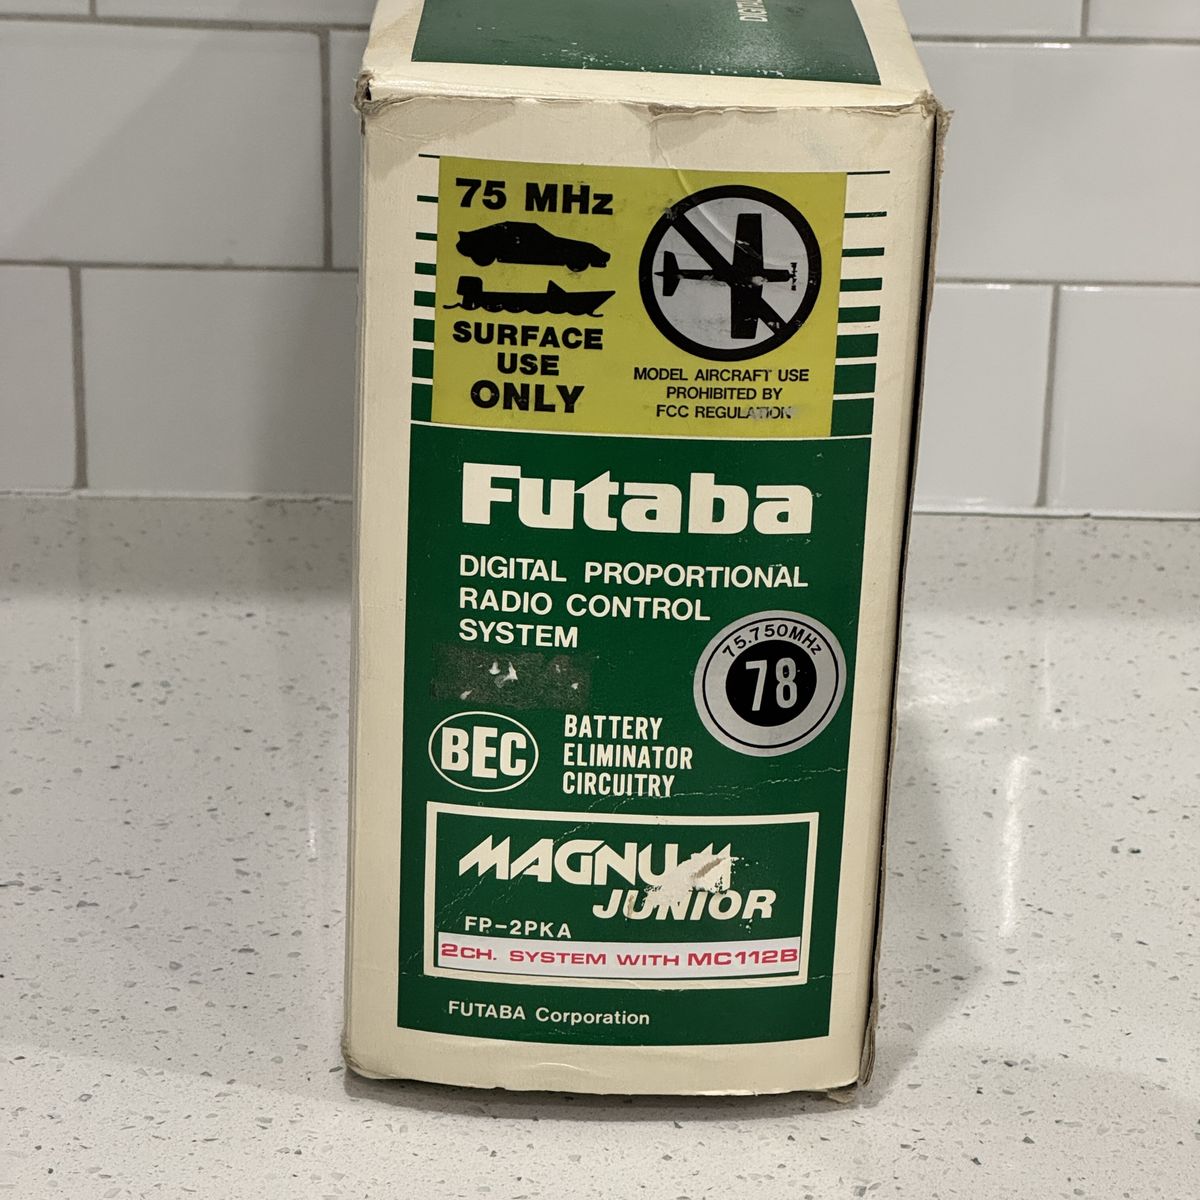 75 MHz
SURFACE
USE
ONLY
MODEL AIRCRAFT USE
PROHIBITED BY
FCC REGULATION
Futaba
DIGITAL PROPORTIONAL
RADIO CONTROL
SYSTEM
75.750MHz
78
BEC
BATTERY
ELIMINATOR
CIRCUITRY
MAGNUM
JUNIOR
FP-2PKA
2CH. SYSTEM WITH MC112B
FUTABA Corporation